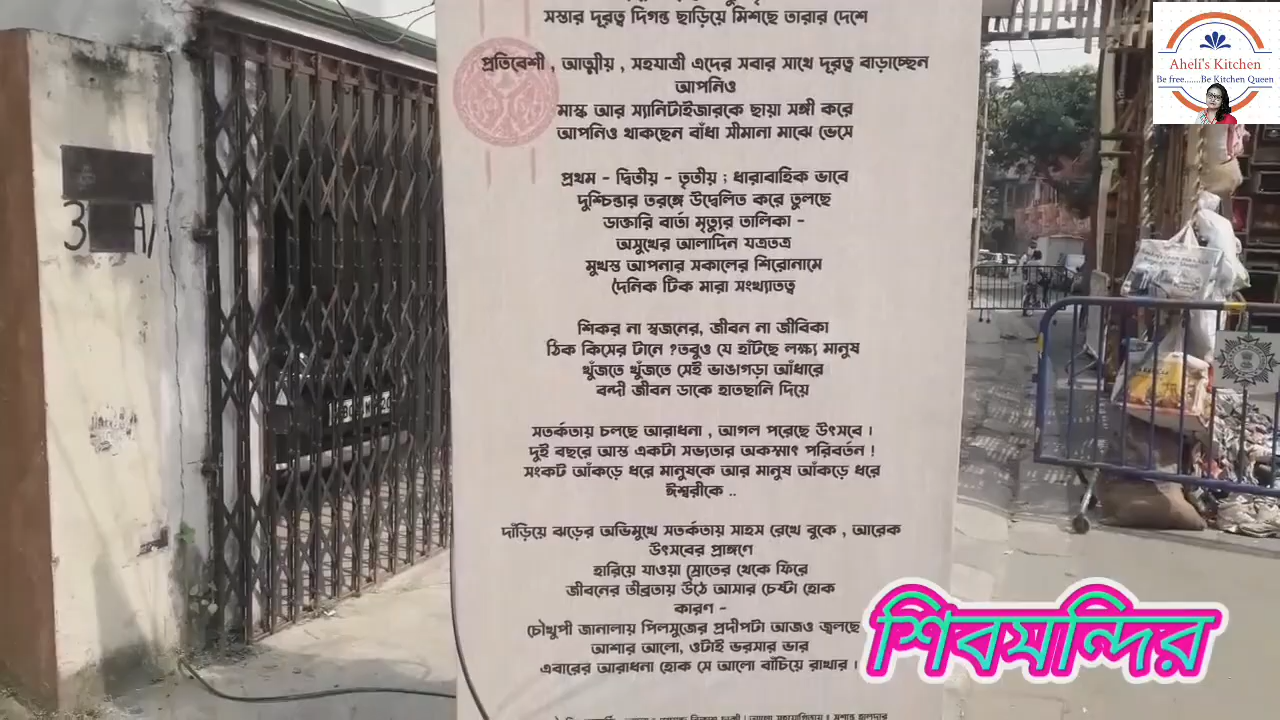 সস্তার দূরত্ব দিগন্ত ছাড়িয়ে মিশছে তারার দেশে
প্রতিবেশী , আত্মীয় , সহযাত্রী এদের সবার সাথে দূরত্ব বাড়াচ্ছেন
আপনিও
মাস্ক আর স্যানিটাইজারকে ছায়া সঙ্গী করে
আপনিও থাকছেন বাঁধা সীমানা মাঝে ভেসে
প্রথম - দ্বিতীয় - তৃতীয় ; ধারাবাহিক ভাবে
দুশ্চিন্তার তরঙ্গে উদ্বেলিত করে তুলছে
ডাক্তারি বার্তা মৃত্যুর তালিকা -
অসুখের আলাদিন যত্রতত্র
মুখস্ত আপনার সকালের শিরোনামে
দৈনিক টিক মারা সংখ্যাতত্ব
শিকর না স্বজনের, জীবন না জীবিকা
ঠিক কিসের টানে ?তবুও যে হাঁটছে লক্ষ্য মানুষ
খুঁজতে খুঁজতে সেই ভাঙাগড়া আঁধারে
বন্দী জীবন ডাকে হাতছানি দিয়ে
সতর্কতায় চলছে আরাধনা , আগল পরেছে উৎসবে ।
দুই বছরে আস্ত একটা সভ্যতার অকস্মাৎ পরিবর্তন !
সংকট আঁকড়ে ধরে মানুষকে আর মানুষ আঁকড়ে ধরে
ঈশ্বরীকে ..
দাঁড়িয়ে ঝড়ের অভিমুখে সতর্কতায় সাহস রেখে বুকে , আরেক
উৎসবের প্রাঙ্গণে
হারিয়ে যাওয়া স্রোতের থেকে ফিরে
জীবনের তীব্রতায় উঠে আসার চেষ্টা হোক
কারণ -
চৌখুপী জানালায় পিলসুজের প্রদীপটা আজও জ্বলছে
আশার আলো, ওটাই ভরসার ভার
এবারের আরাধনা হোক সে আলো বাঁচিয়ে রাখার ।
Aheli's Kitchen
Be free.......Be Kitchen Queen
শিবমন্দির